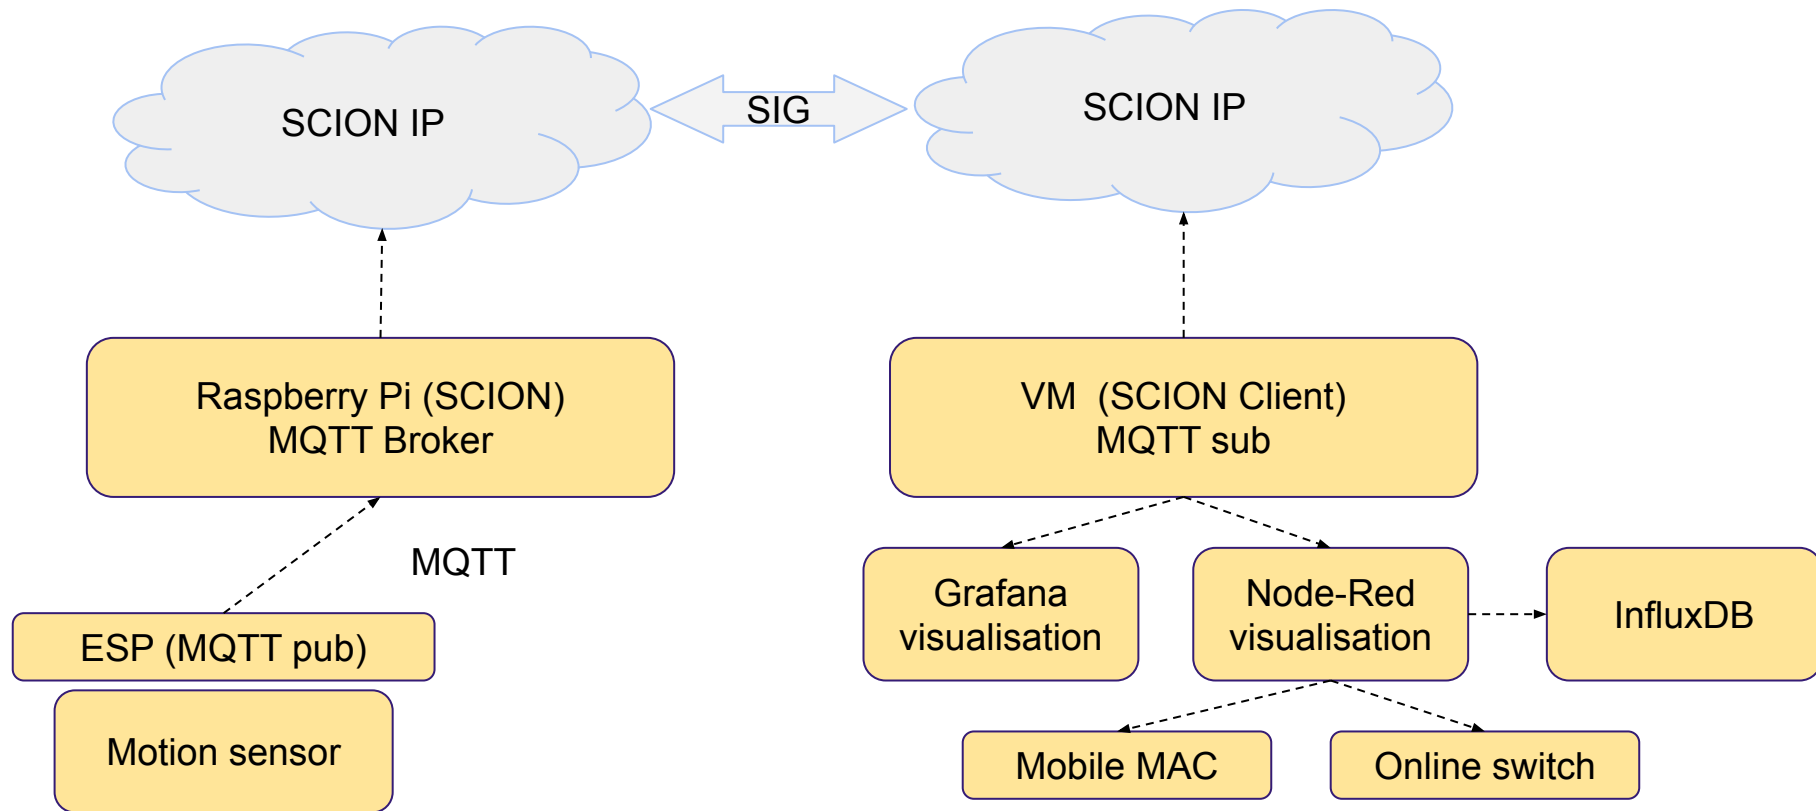 SCION IP
SIG
SCION IP
Raspberry Pi (SCION)
MQTT Broker
VM  (SCION Client)
MQTT sub
MQTT
ESP (MQTT pub)
Motion sensor
Grafana
visualisation
Node-Red
visualisation
InfluxDB
Mobile MAC
Online switch